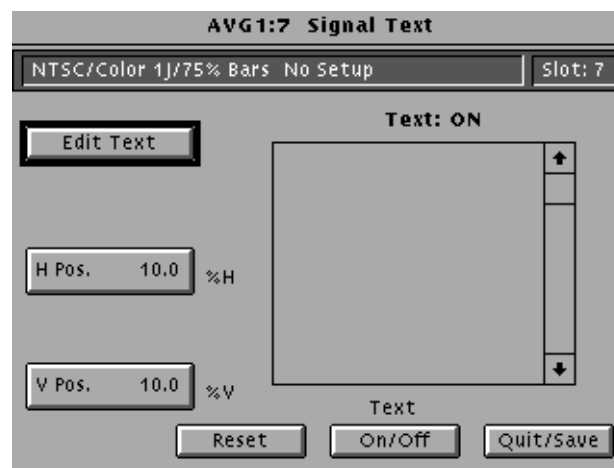 AVG1:7 Signal Text
NTSC/Color 1J/75% Bars No Setup Slot: 7
Text: ON
Edit Text
H Pos. 10.0 %H
V Pos. 10.0 %V
Text
Reset On/Off Quit/Save